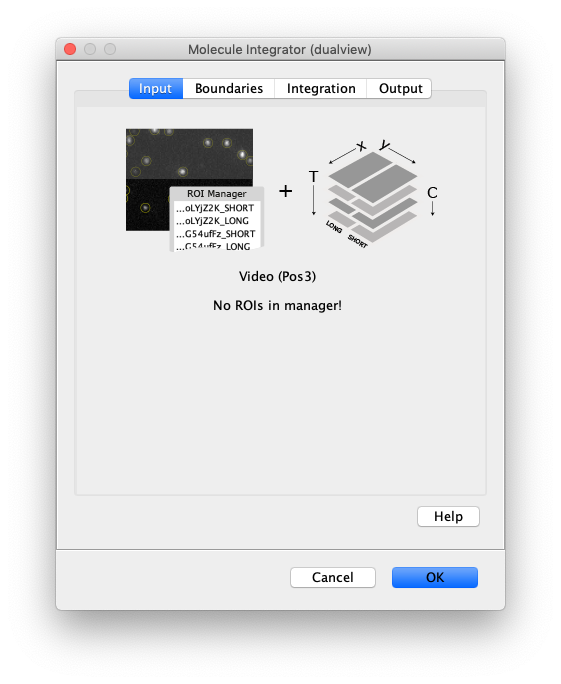 Molecule Integrator (dualview)
Input Boundaries Integration Output
ROI Manager
...oLYjZ2K_SHORT
...oLYjZ2K_LONG
...G54ufFz_SHORT
...G54ufFz_LONG
+
X Y
T
C
LONG SHORT
Video (Pos3)
No ROIs in manager!
Help
Cancel OK